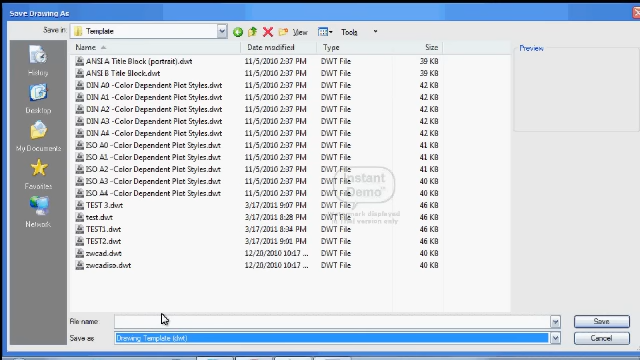 Save Drawing As
Save in: Template View Tools
Name Date modified Type Size Preview
ANSI A Title Block (portrait).dwt 11/5/2010 2:37 PM DWT File 39 KB
ANSI B Title Block.dwt 11/5/2010 2:37 PM DWT File 39 KB
DIN A0 -Color Dependent Plot Styles.dwt 11/5/2010 2:37 PM DWT File 42 KB
DIN A1 -Color Dependent Plot Styles.dwt 11/5/2010 2:37 PM DWT File 42 KB
DIN A2 -Color Dependent Plot Styles.dwt 11/5/2010 2:37 PM DWT File 42 KB
DIN A3 -Color Dependent Plot Styles.dwt 11/5/2010 2:37 PM DWT File 42 KB
DIN A4 -Color Dependent Plot Styles.dwt 11/5/2010 2:37 PM DWT File 42 KB
ISO A0 -Color Dependent Plot Styles.dwt 11/5/2010 2:37 PM DWT File 41 KB
ISO A1 -Color Dependent Plot Styles.dwt 11/5/2010 2:37 PM DWT File 41 KB
ISO A2 -Color Dependent Plot Styles.dwt 11/5/2010 2:37 PM DWT File 42 KB
ISO A3 -Color Dependent Plot Styles.dwt 11/5/2010 2:37 PM DWT File 42 KB
ISO A4 -Color Dependent Plot Styles.dwt 11/5/2010 2:37 PM DWT File 40 KB
TEST 3.dwt 3/17/2011 9:07 PM DWT File 46 KB
test.dwt 3/17/2011 8:28 PM DWT File 46 KB
TEST1.dwt 3/17/2011 9:34 PM DWT File 46 KB
TEST2.dwt 3/17/2011 9:01 PM DWT File 46 KB
zwcad.dwt 12/20/2010 10:17 ... DWT File 40 KB
zwcadiso.dwt 12/20/2010 10:17 ... DWT File 40 KB
History
Desktop
My Documents
Favorites
Network
Instant
Demo
mark displayed
version only
File name: Save
Save as Drawing Template (dwt) Cancel